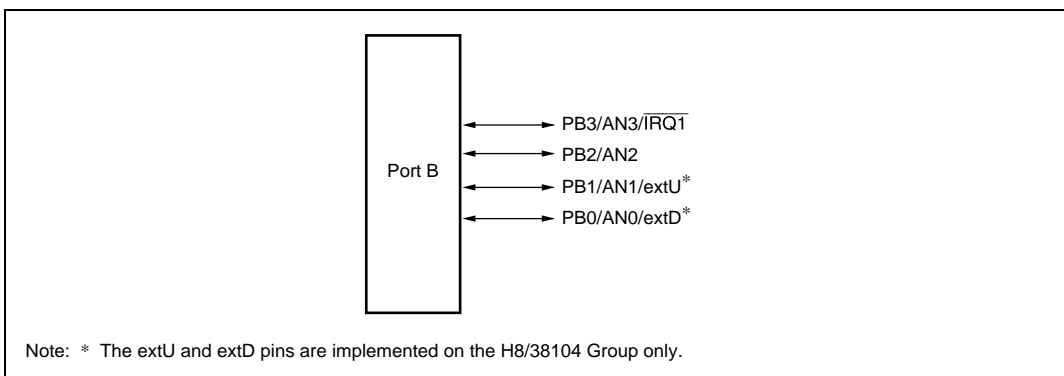 Port B
PB3/AN3/IRQ1
PB2/AN2
PB1/AN1/extU*
PB0/AN0/extD*
Note: * The extU and extD pins are implemented on the H8/38104 Group only.